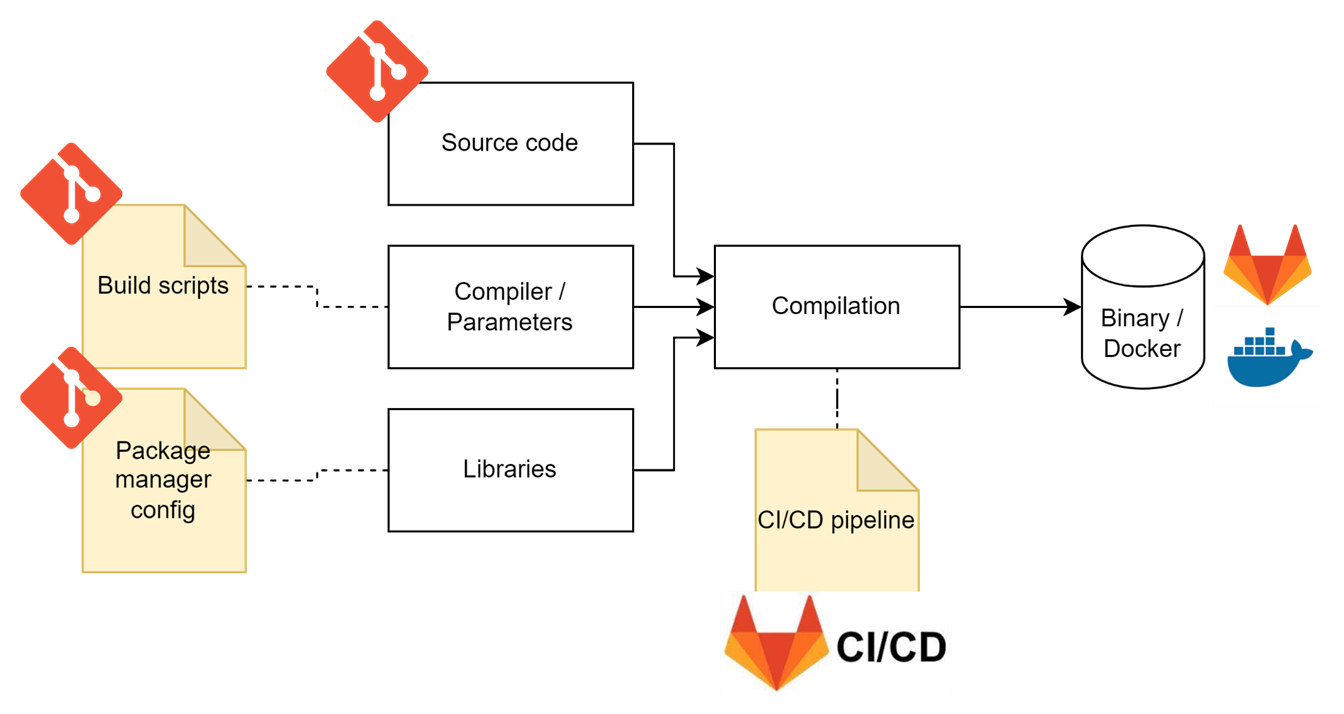 Source code
Build scripts
Compiler /
Parameters
Compilation
Binary /
Docker
Package
manager
config
Libraries
CI/CD pipeline
CI/CD